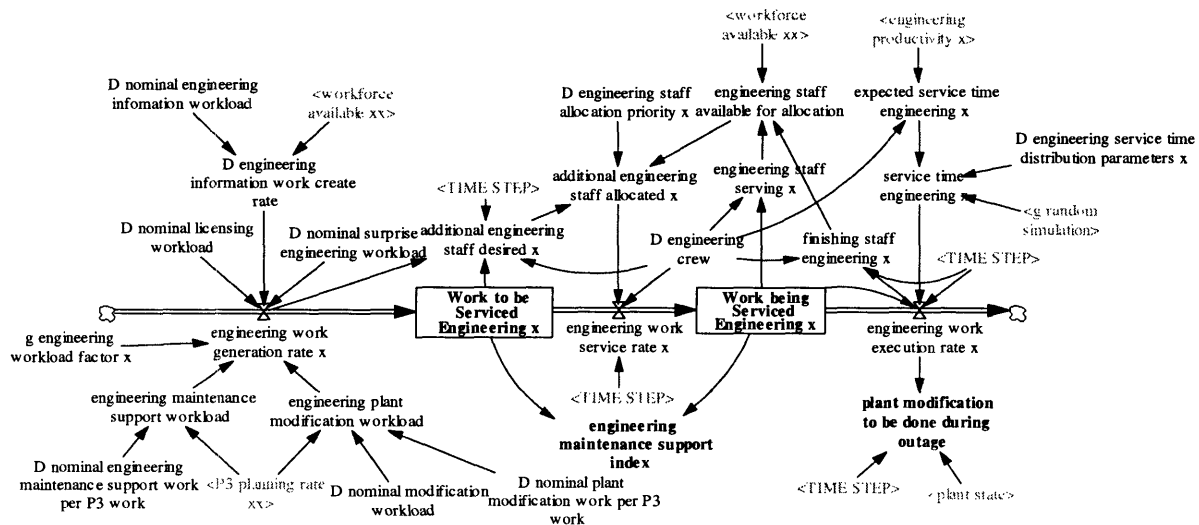 <workforce
available xx>
<engineering
productivity x>
D nominal engineering
infomation workload
<workforce
available xx>
D engineering staff
allocation priority x
engineering staff
available for allocation
expected service time
engineering x
D engineering
information work create
rate
<TIME STEP>
additional engineering
staff allocated x
engineering staff
serving x
service time
engineering x
D engineering service time
distribution parameters x
<g random
simulation>
D nominal licensing
workload
D nominal surprise
engineering workload
additional engineering
staff desired x
D engineering
crew
finishing staff
engineering x
<TIME STEP>
Work to be
Serviced
Engineering x
Work being
Serviced
Engineering x
g engineering
workload factor x
engineering work
generation rate x
engineering work
service rate x
engineering work
execution rate x
engineering maintenance
support workload
engineering plant
modification workload
<TIME STEP>
engineering
maintenance support
index
plant modification
to be done during
outage
D nominal engineering
maintenance support work
per P3 work
<P3 planning rate
xx>
D nominal modification
workload
D nominal plant
modification work per P3
work
<TIME STEP>
<plant state>